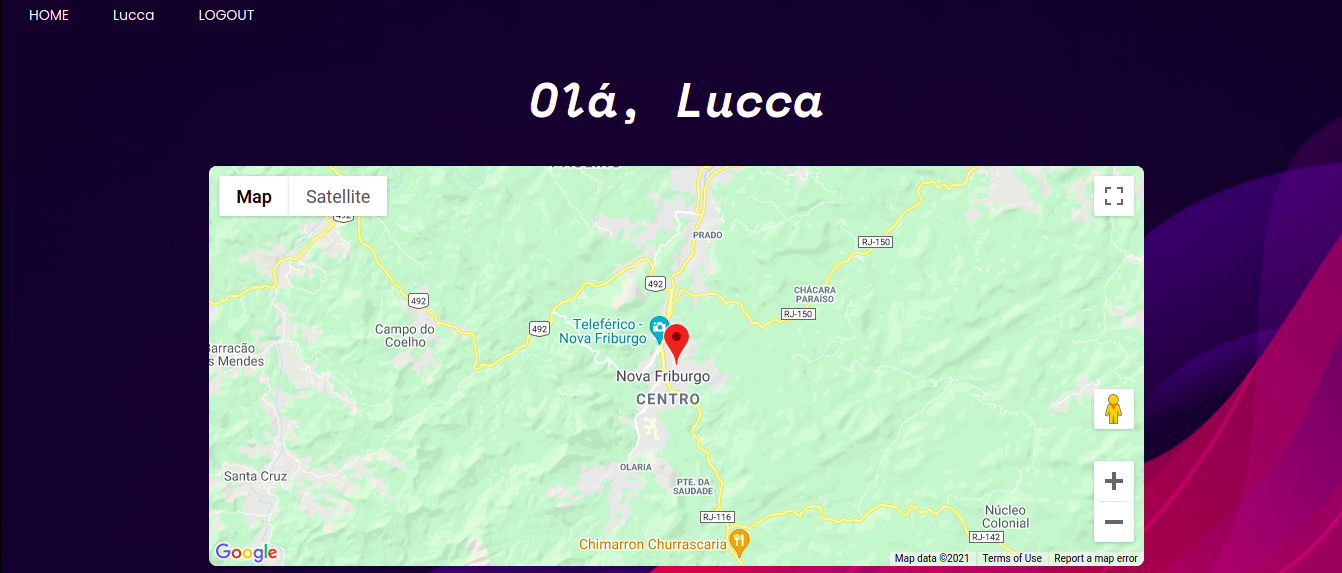 HOME Lucca LOGOUT
Olá, Lucca
Map Satellite
492
PRADO
RJ-150
492
CHÁCARA
PARAÍSO
492
RJ-150
492
Campo do
Coelho
Teleférico -
Nova Friburgo
s Mendes
Nova Friburgo
CENTRO
OLARIA
Santa Cruz
PTE. DA
SAUDADE
Núcleo
Colonial
RJ-116
RJ-142
Chimarron Churrascaria
Google
Map data ©2021 Terms of Use Report a map error